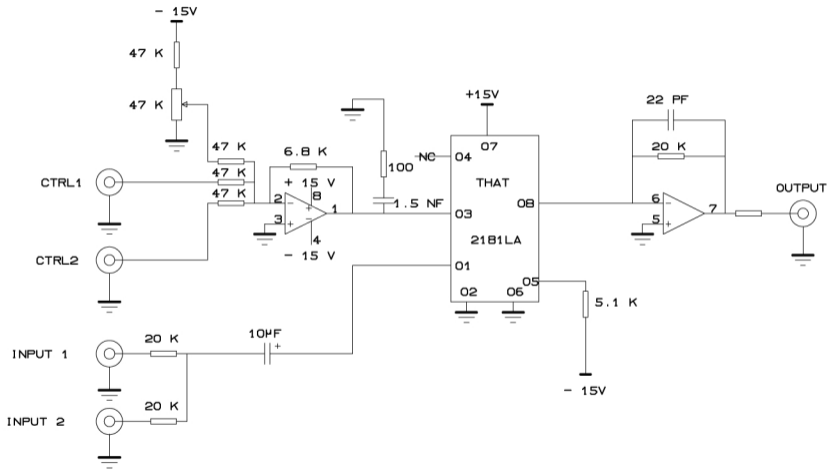 - 15V
47 K
47 K
47 K
47 K
47 K
CTRL1
CTRL2
6.8 K
+ 15 V
8
2
-
+
3
+
-
1
4
- 15 V
100
1.5 NF
+15V
NC
04
07
THAT
2181LA
03
08
01
05
02
06
5.1 K
- 15V
22 PF
20 K
6
-
5
+
7
OUTPUT
INPUT 1
20 K
10µF
+
INPUT 2
20 K